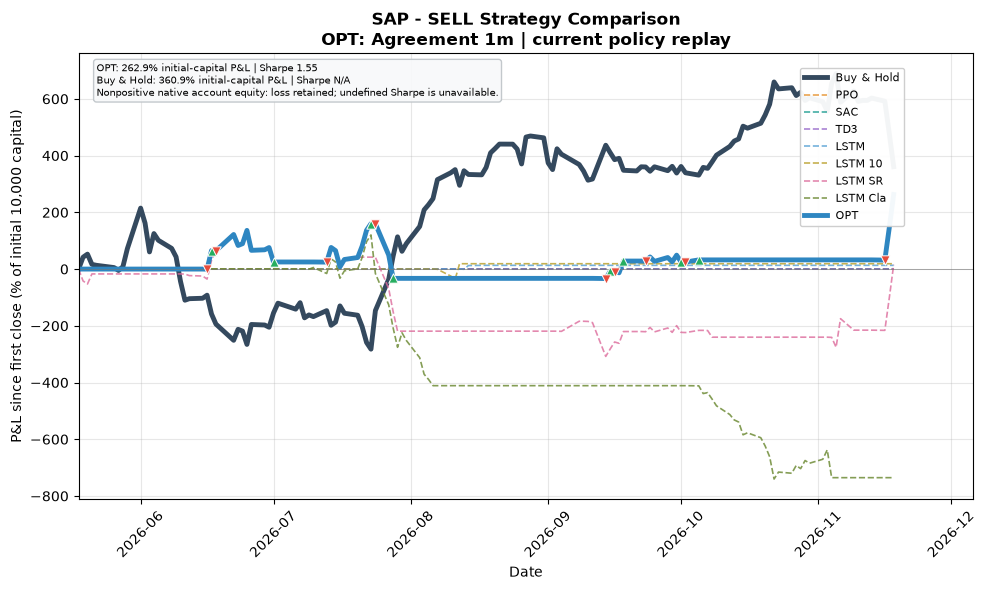 SAP - SELL Strategy Comparison
OPT: Agreement 1m | current policy replay
OPT: 262.9% initial-capital P&L | Sharpe 1.55
Buy & Hold: 360.9% initial-capital P&L | Sharpe N/A
Nonpositive native account equity: loss retained; undefined Sharpe is unavailable.
Buy & Hold
PPO
SAC
TD3
LSTM
LSTM 10
LSTM SR
LSTM Cla
OPT
P&L since first close (% of initial 10,000 capital)
600
400
200
0
−200
−400
−600
−800
2026-06
2026-07
2026-08
2026-09
2026-10
2026-11
2026-12
Date